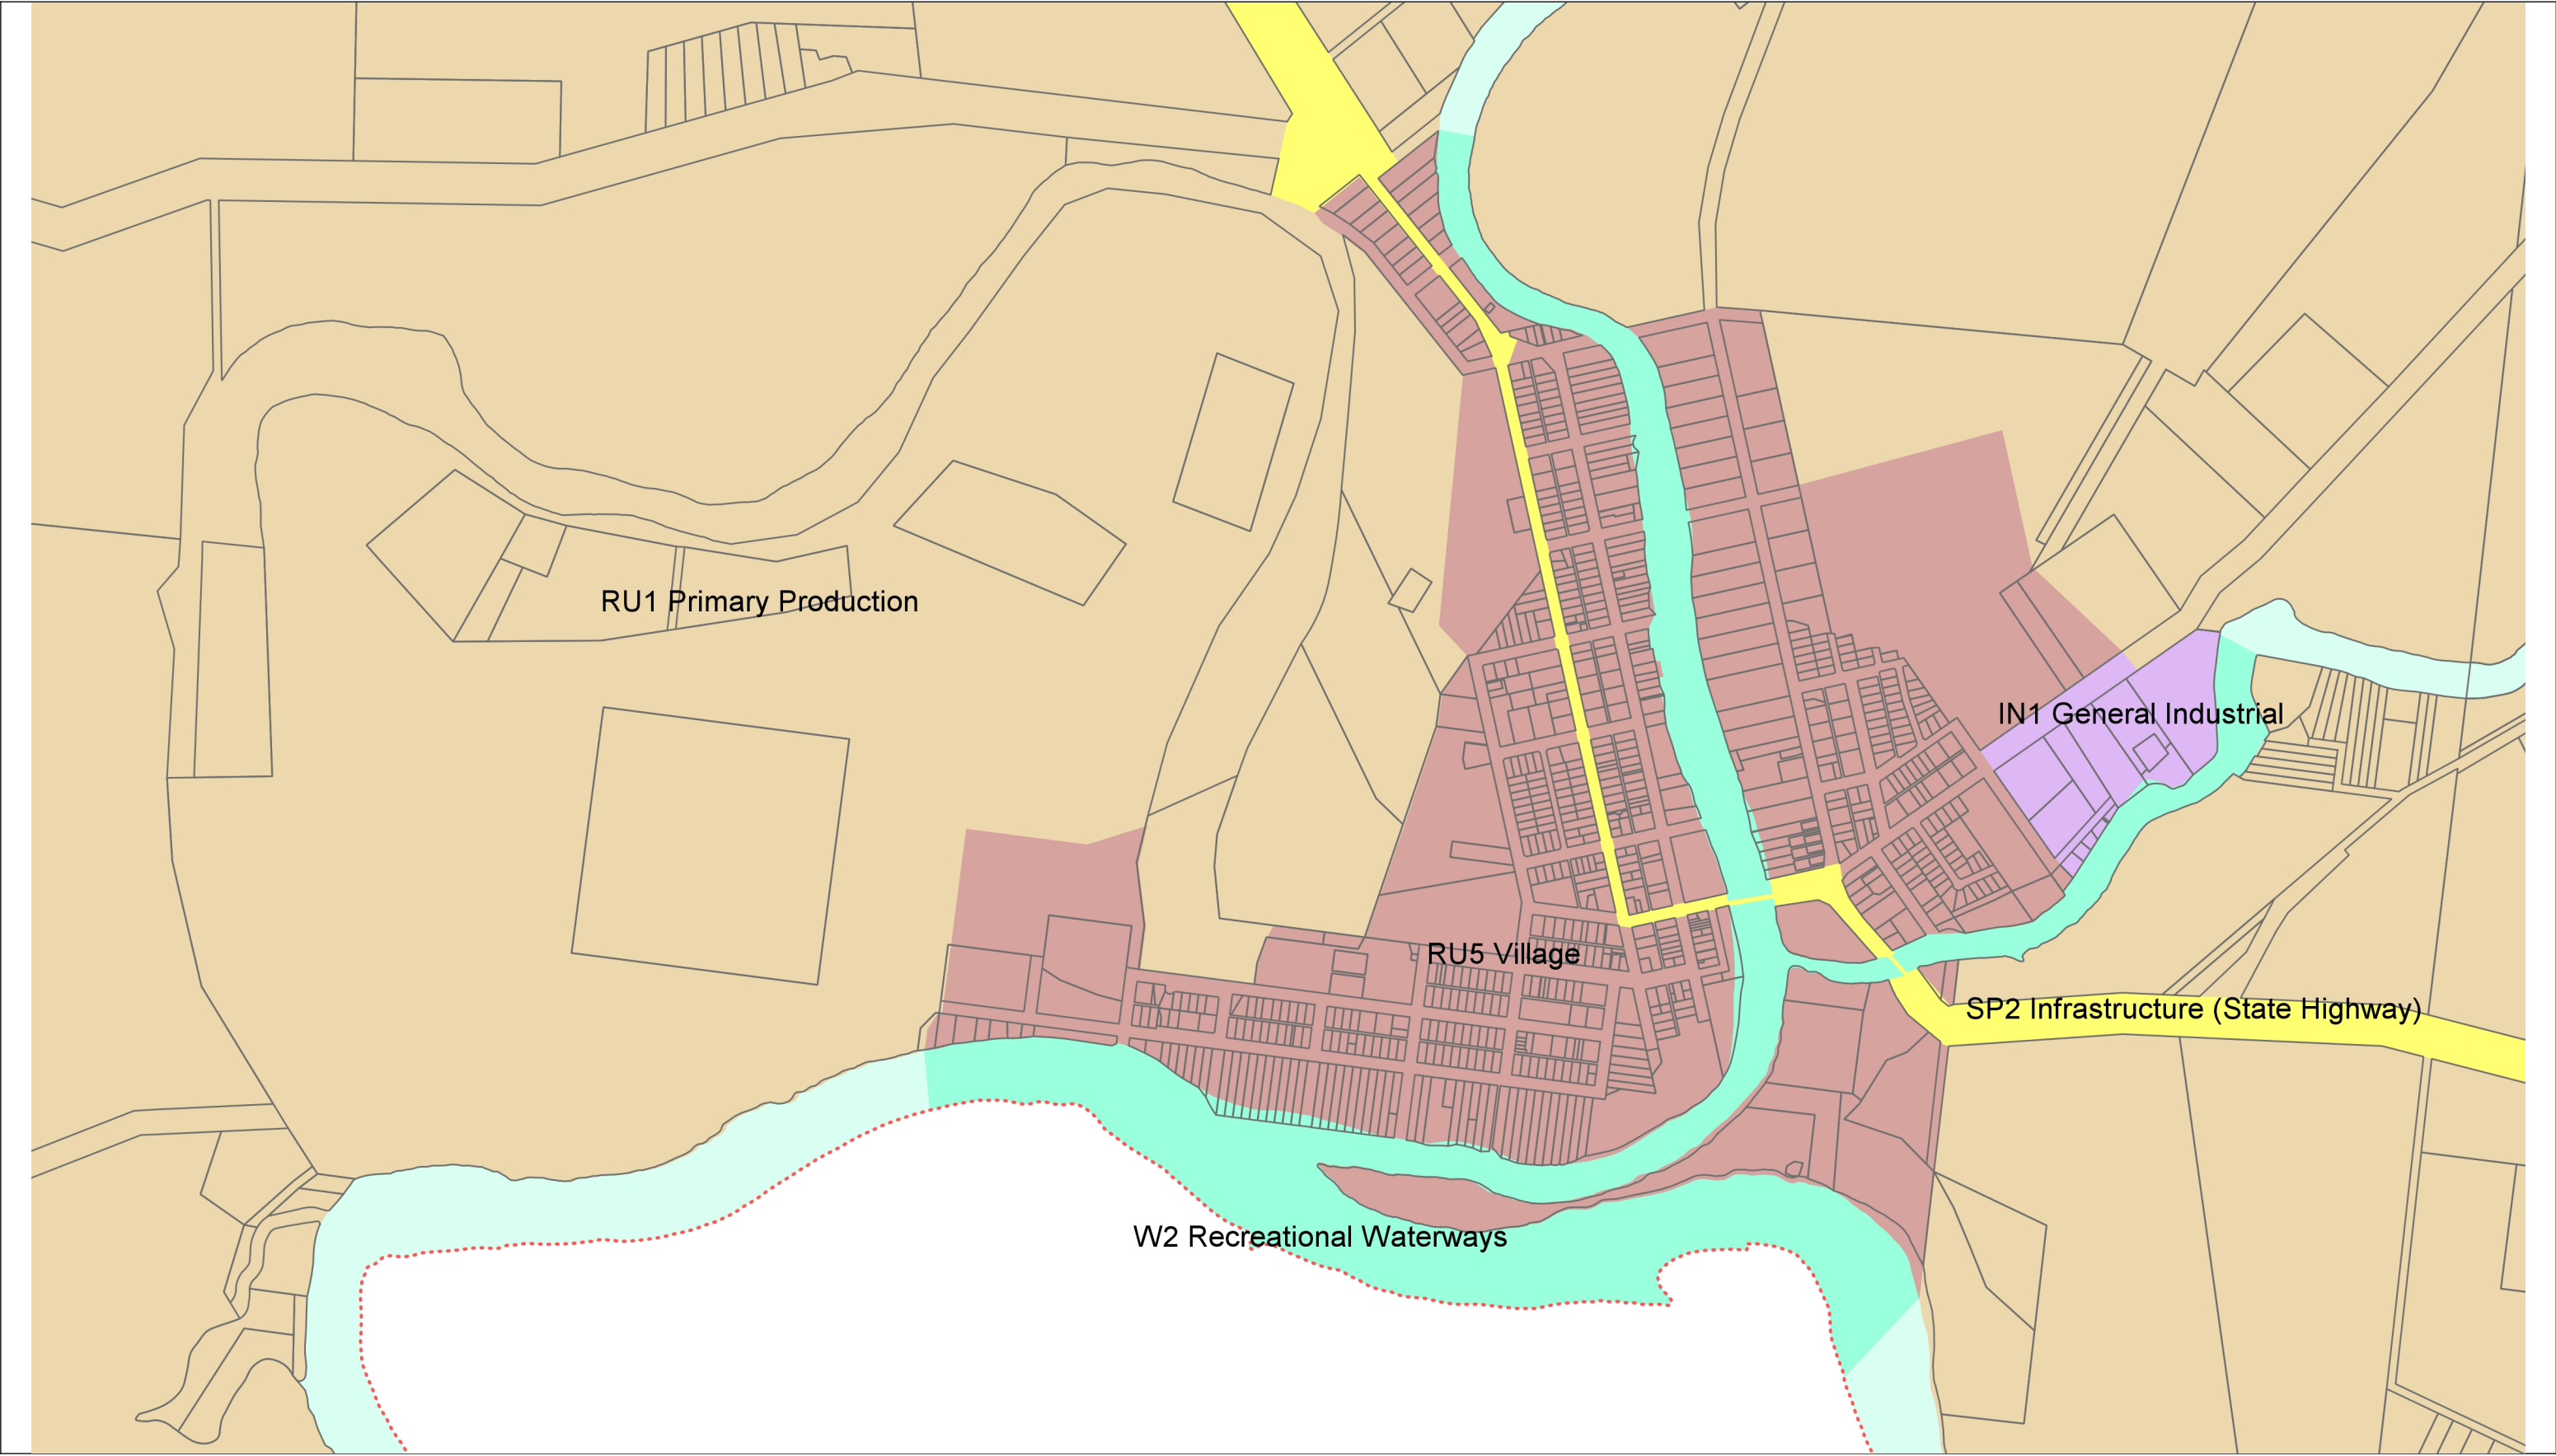 RU1 Primary Production
IN1 General Industrial
RU5 Village
SP2 Infrastructure (State Highway)
W2 Recreational Waterways